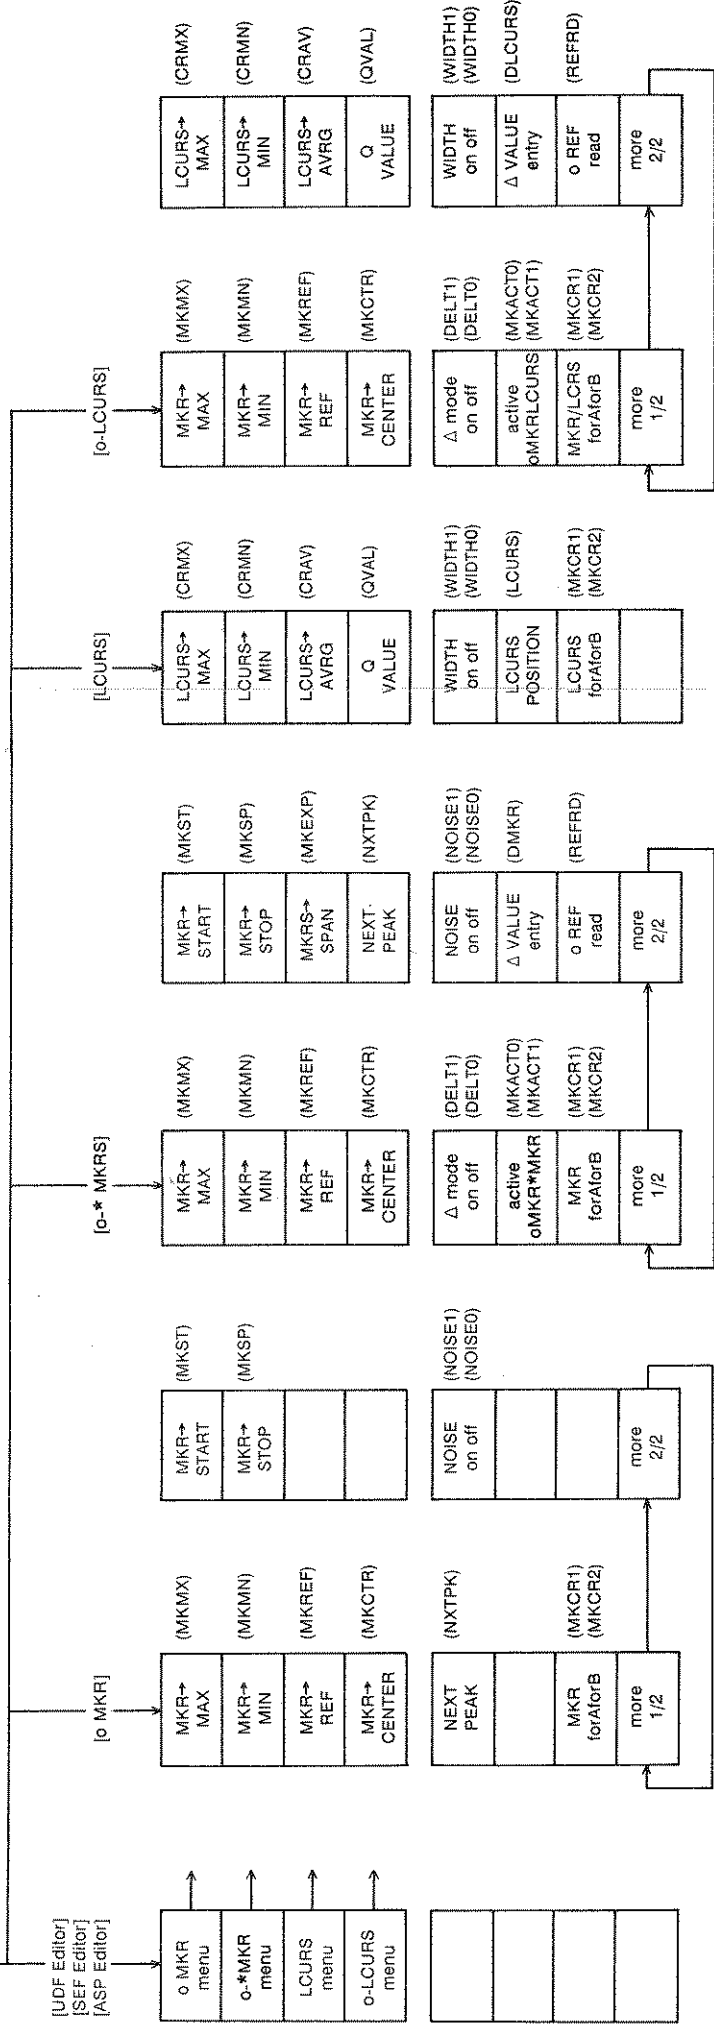 [UDF Editor]
[SEF Editor]
[ASP Editor]
o MKR
menu
o-*MKR
menu
LCURS
menu
o-LCURS
menu
[o MKR]
MKR→
MAX
(MKMX)
MKR→
MIN
(MKMN)
MKR→
REF
(MKREF)
MKR→
CENTER
(MKCTR)
NEXT
PEAK
(NXTPK)
MKR
forAforB
(MKCR1)
(MKCR2)
more
1/2
MKR→
START
(MKST)
MKR→
STOP
(MKSP)
NOISE
on off
(NOISE1)
(NOISE0)
more
2/2
[o-* MKRS]
MKR→
MAX
(MKMX)
MKR→
MIN
(MKMN)
MKR→
REF
(MKREF)
MKR→
CENTER
(MKCTR)
Δ mode
on off
(DELT1)
(DELT0)
active
oMKR*MKR
(MKACT0)
(MKACT1)
MKR
forAforB
(MKCR1)
(MKCR2)
more
1/2
MKR→
START
(MKST)
MKR→
STOP
(MKSP)
MKRS→
SPAN
(MKEXP)
NEXT
PEAK
(NXTPK)
NOISE
on off
(NOISE1)
(NOISE0)
Δ VALUE
entry
(DMKR)
o REF
read
(REFRD)
more
2/2
[LCURS]
LCURS→
MAX
(CRMX)
LCURS→
MIN
(CRMN)
LCURS→
AVRG
(CRAV)
Q
VALUE
(QVAL)
WIDTH
on off
(WIDTH1)
(WIDTH0)
LCURS
POSITION
(LCURS)
LCURS
forAforB
(MKCR1)
(MKCR2)
[o-LCURS]
MKR→
MAX
(MKMX)
MKR→
MIN
(MKMN)
MKR→
REF
(MKREF)
MKR→
CENTER
(MKCTR)
Δ mode
on off
(DELT1)
(DELT0)
active
oMKRLCURS
(MKACT0)
(MKACT1)
MKR/LCRS
forAforB
(MKCR1)
(MKCR2)
more
1/2
LCURS→
MAX
(CRMX)
LCURS→
MIN
(CRMN)
LCURS→
AVRG
(CRAV)
Q
VALUE
(QVAL)
WIDTH
on off
(WIDTH1)
(WIDTH0)
Δ VALUE
entry
(DLCURS)
o REF
read
(REFRD)
more
2/2